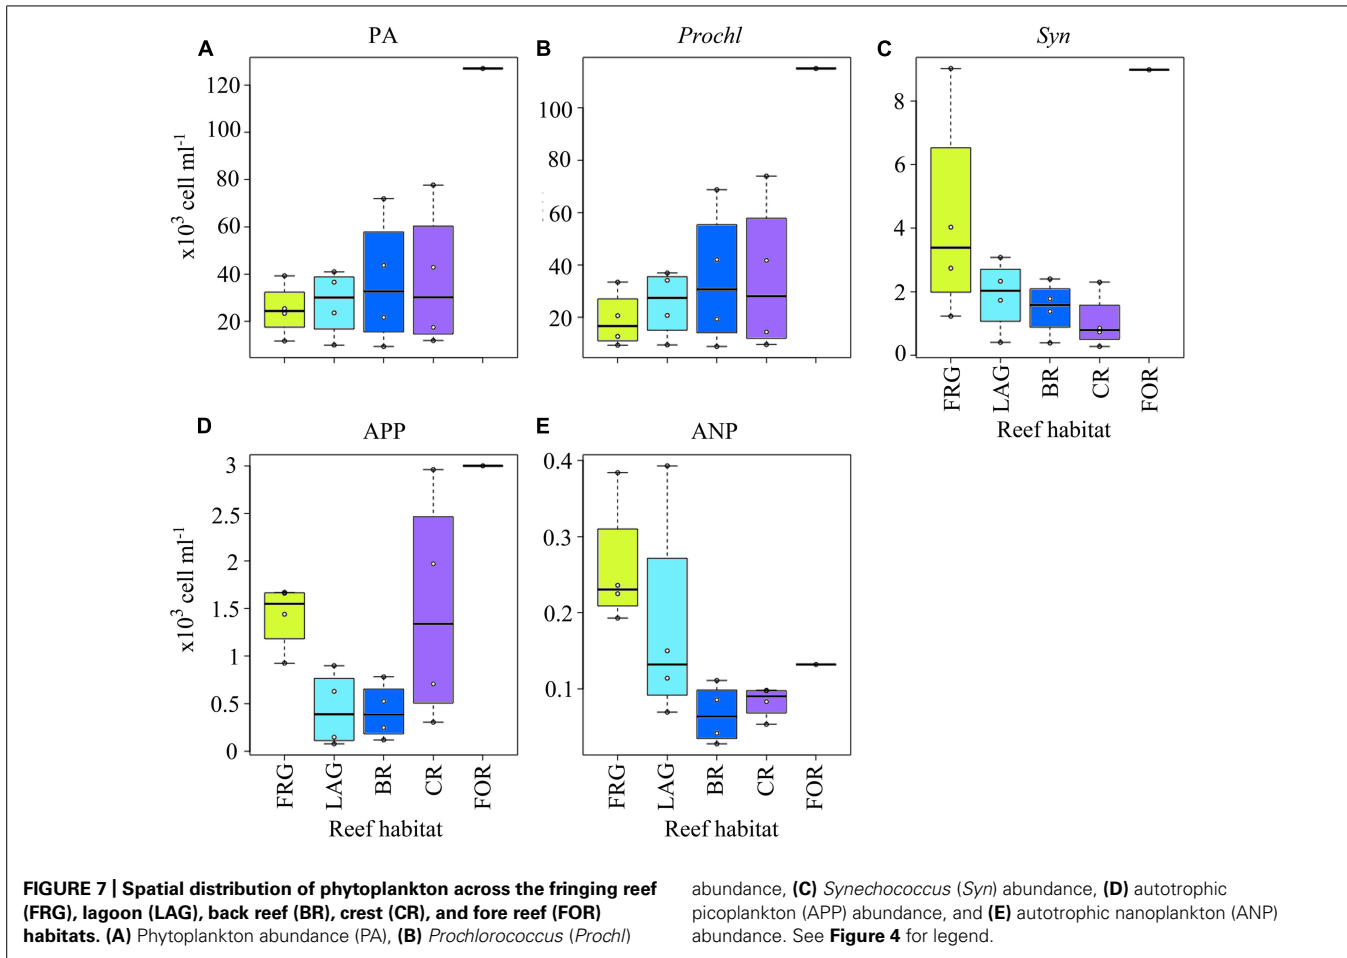 A PA
B Prochl
C Syn
x10³ cell ml⁻¹
120
100
80
60
40
20
100
80
60
40
20
8
6
4
2
0
FRG LAG BR CR FOR
Reef habitat
D APP
E ANP
x10³ cell ml⁻¹
3
2.5
2
1.5
1
0.5
0
0.4
0.3
0.2
0.1
FRG LAG BR CR FOR
Reef habitat
FRG LAG BR CR FOR
Reef habitat
FIGURE 7 | Spatial distribution of phytoplankton across the fringing reef
(FRG), lagoon (LAG), back reef (BR), crest (CR), and fore reef (FOR)
habitats. (A) Phytoplankton abundance (PA), (B) Prochlorococcus (Prochl)
abundance, (C) Synechococcus (Syn) abundance, (D) autotrophic
picoplankton (APP) abundance, and (E) autotrophic nanoplankton (ANP)
abundance. See Figure 4 for legend.